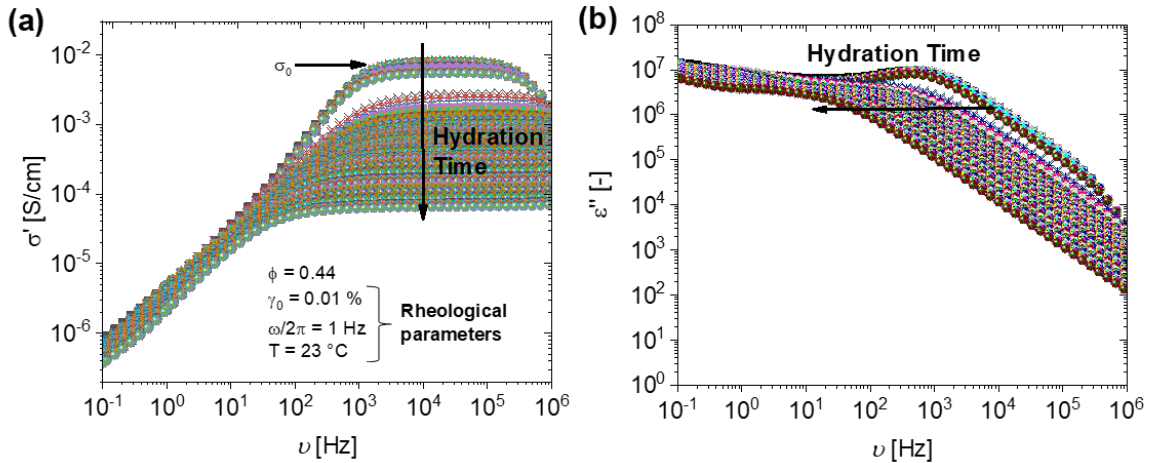 (a)
10⁻²
10⁻³
10⁻⁴
10⁻⁵
10⁻⁶
σ' [S/cm]
σ₀
Hydration
Time
ϕ = 0.44
γ₀ = 0.01 %
ω/2π = 1 Hz
T = 23 °C
Rheological
parameters
10⁻¹ 10⁰ 10¹ 10² 10³ 10⁴ 10⁵ 10⁶
υ [Hz]
(b)
10⁸
10⁷
10⁶
10⁵
10⁴
10³
10²
10¹
10⁰
ε'' [-]
Hydration Time
10⁻¹ 10⁰ 10¹ 10² 10³ 10⁴ 10⁵ 10⁶
υ [Hz]